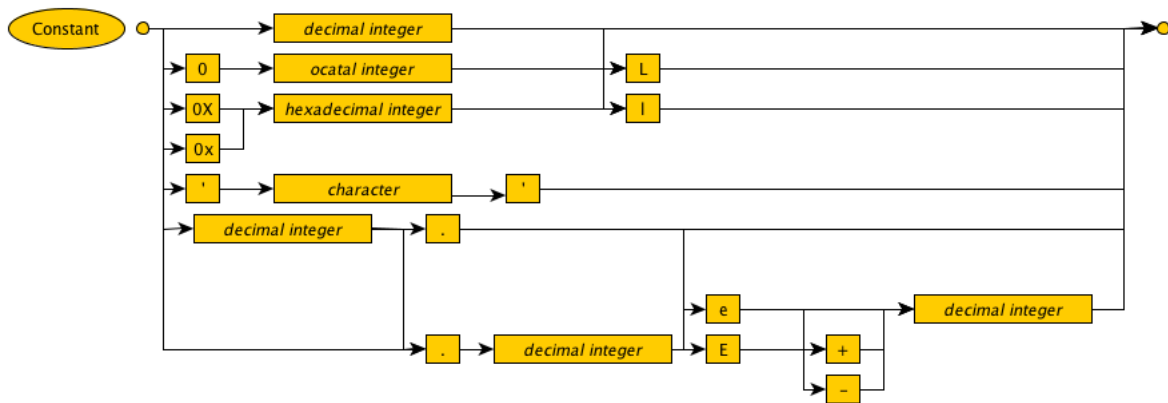 Constant decimal integer
0 ocatal integer L
0X hexadecimal integer l
0x
' character '
decimal integer .
e decimal integer
. decimal integer E +
-